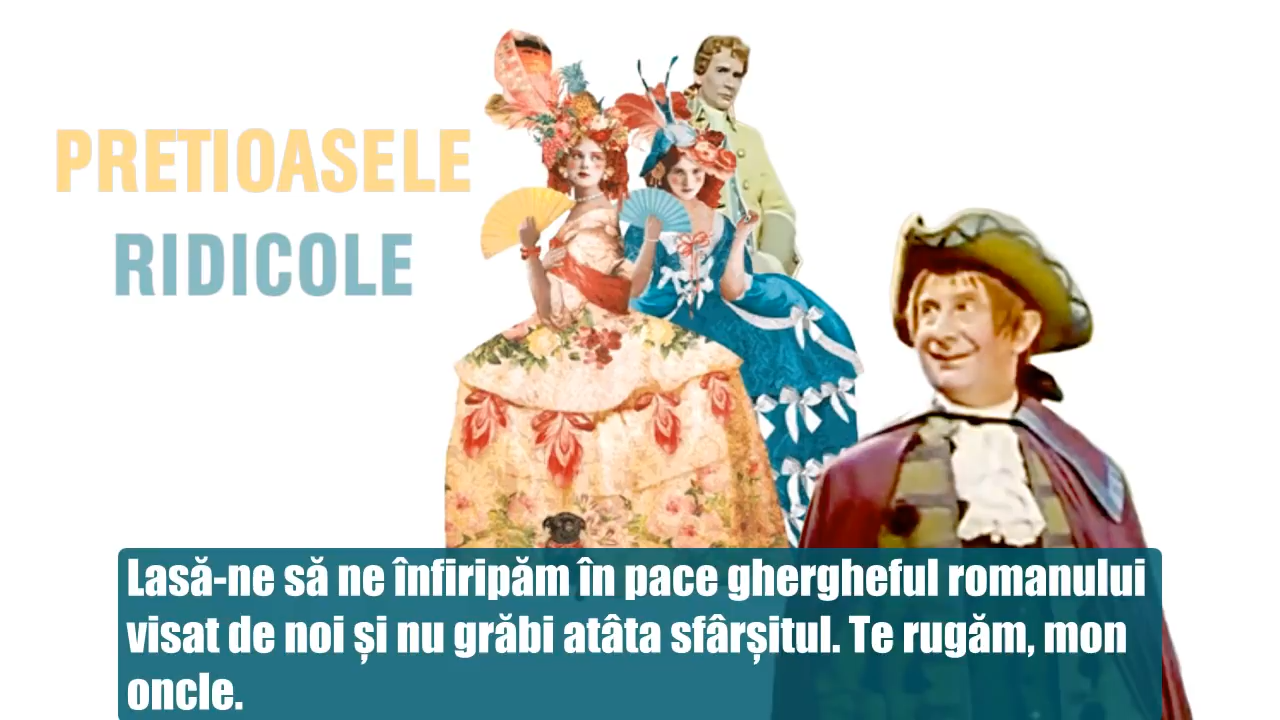 PRETIOASELE
RIDICOLE
Lasă-ne să ne înfiripăm în pace ghergheful romanului
visat de noi și nu grăbi atâta sfârșitul. Te rugăm, mon
oncle.